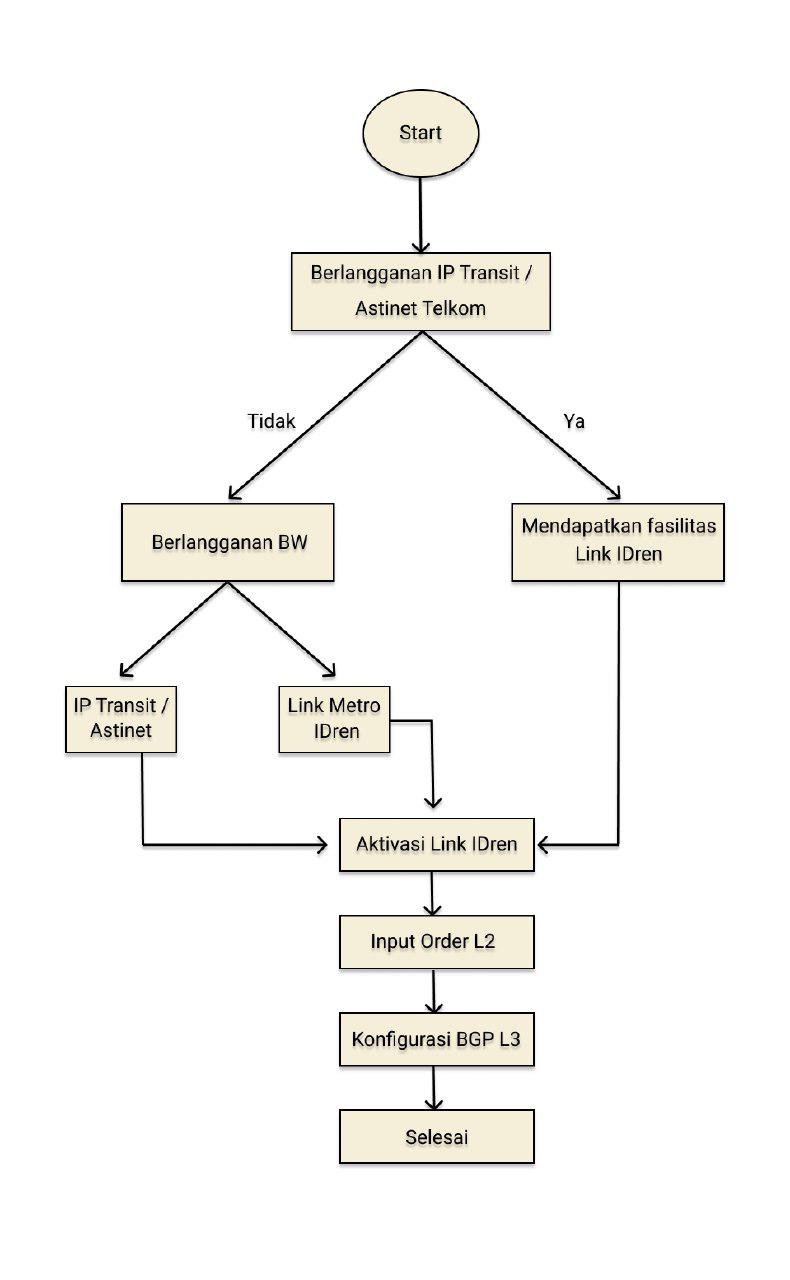 Start
Berlangganan IP Transit /
Astinet Telkom
Tidak
Ya
Berlangganan BW
Mendapatkan fasilitas
Link IDren
IP Transit /
Astinet
Link Metro
IDren
Aktivasi Link IDren
Input Order L2
Konfigurasi BGP L3
Selesai